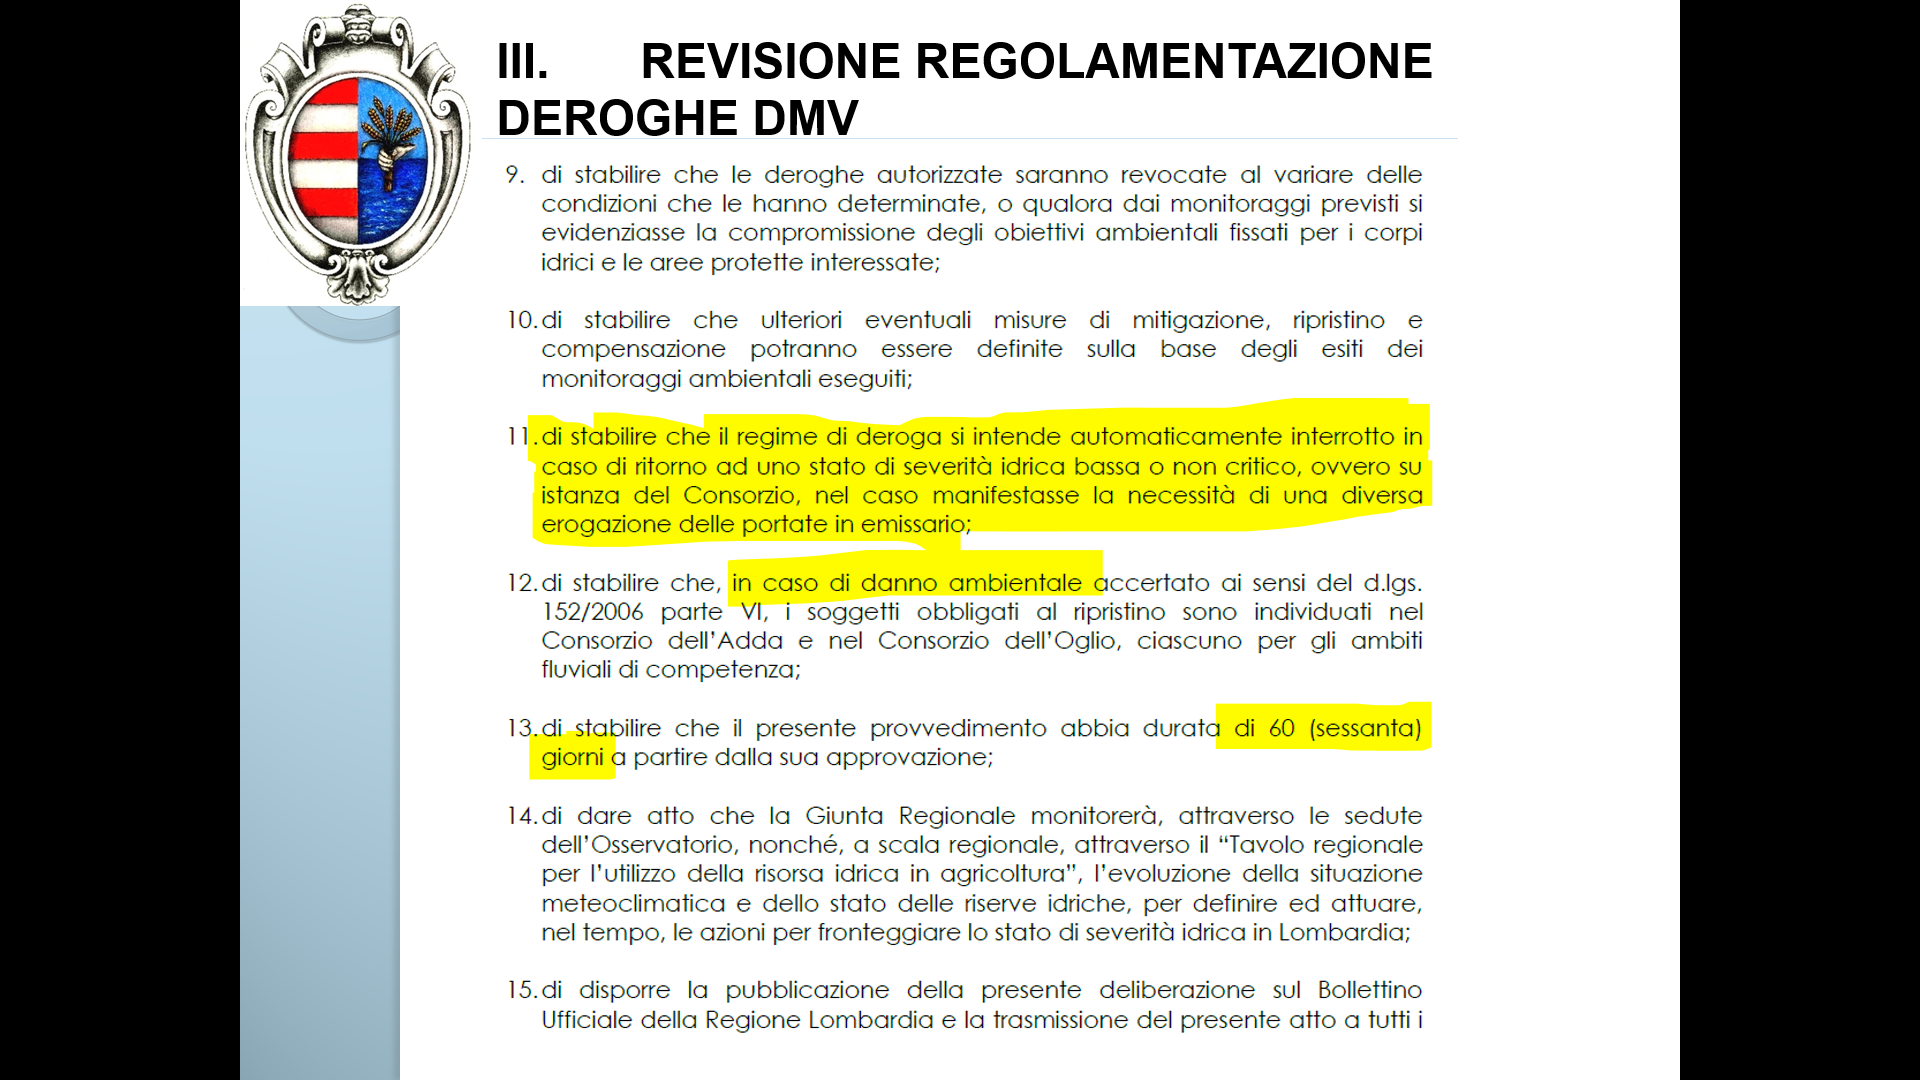 III. REVISIONE REGOLAMENTAZIONE
DEROGHE DMV
9. di stabilire che le deroghe autorizzate saranno revocate al variare delle
condizioni che le hanno determinate, o qualora dai monitoraggi previsti si
evidenziasse la compromissione degli obiettivi ambientali fissati per i corpi
idrici e le aree protette interessate;
10. di stabilire che ulteriori eventuali misure di mitigazione, ripristino e
compensazione potranno essere definite sulla base degli esiti dei
monitoraggi ambientali eseguiti;
11. di stabilire che il regime di deroga si intende automaticamente interrotto in
caso di ritorno ad uno stato di severità idrica bassa o non critico, ovvero su
istanza del Consorzio, nel caso manifestasse la necessità di una diversa
erogazione delle portate in emissario;
12. di stabilire che, in caso di danno ambientale accertato ai sensi del d.lgs.
152/2006 parte VI, i soggetti obbligati al ripristino sono individuati nel
Consorzio dell'Adda e nel Consorzio dell'Oglio, ciascuno per gli ambiti
fluviali di competenza;
13. di stabilire che il presente provvedimento abbia durata di 60 (sessanta)
giorni a partire dalla sua approvazione;
14. di dare atto che la Giunta Regionale monitorerà, attraverso le sedute
dell'Osservatorio, nonché, a scala regionale, attraverso il “Tavolo regionale
per l'utilizzo della risorsa idrica in agricoltura”, l'evoluzione della situazione
meteoclimatica e dello stato delle riserve idriche, per definire ed attuare,
nel tempo, le azioni per fronteggiare lo stato di severità idrica in Lombardia;
15. di disporre la pubblicazione della presente deliberazione sul Bollettino
Ufficiale della Regione Lombardia e la trasmissione del presente atto a tutti i